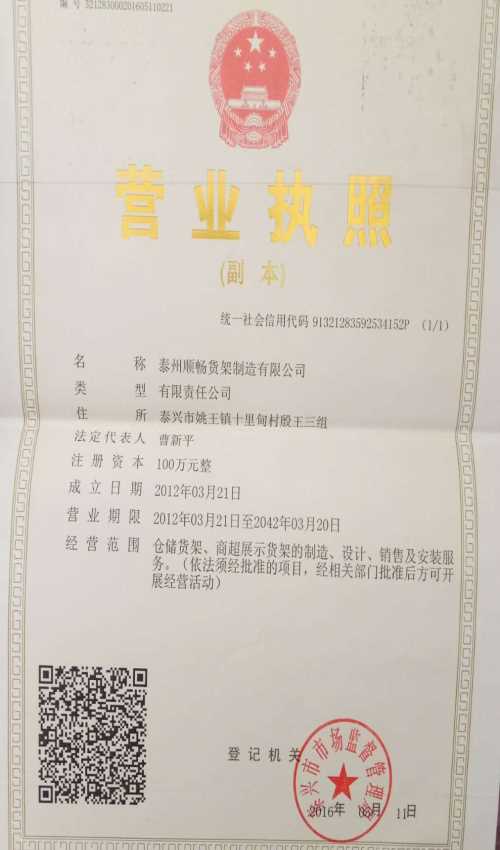 编 号 321283000201605110221
营业执照
(副 本)
统一社会信用代码 91321283592534152P (1/1)
名 称 泰州顺畅货架制造有限公司
类 型 有限责任公司
住 所 泰兴市姚王镇十里甸村殷王三组
法定代表人 曹新平
注册资本 100万元整
成立日期 2012年03月21日
营业期限 2012年03月21日至2042年03月20日
经营范围 仓储货架、商超展示货架的制造、设计、销售及安装服
务。(依法须经批准的项目,经相关部门批准后方可开
展经营活动)
登记机关
泰兴市市场监督管理局
2016年 05月 11日